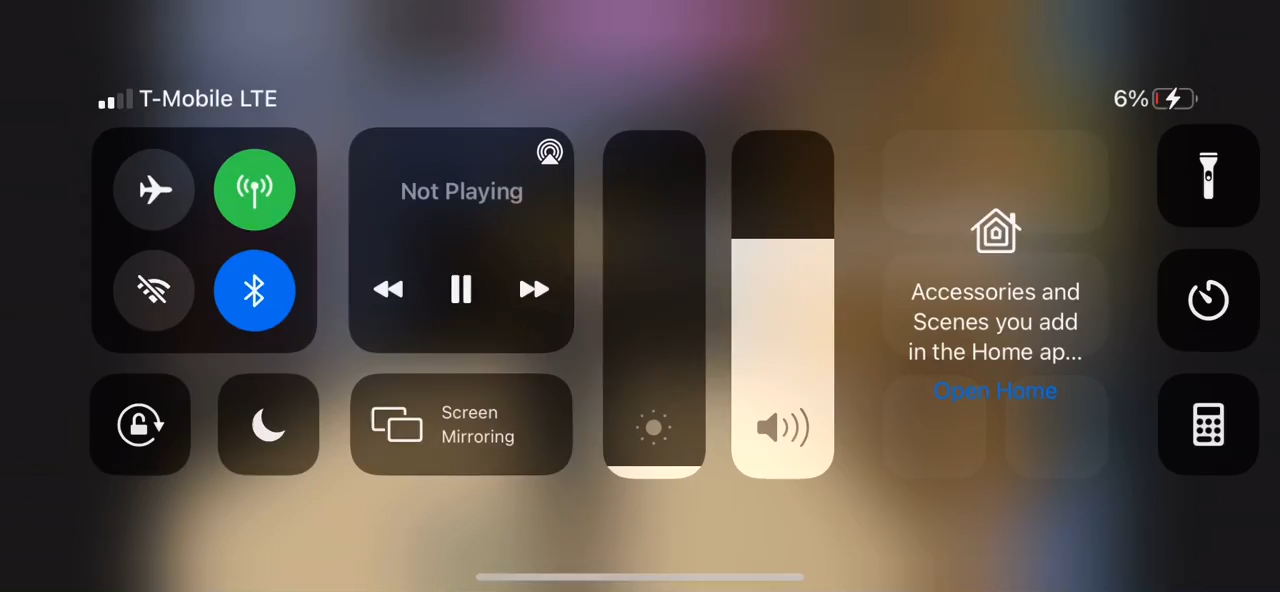 T-Mobile LTE
6%
Not Playing
Screen
Mirroring
Accessories and
Scenes you add
in the Home ap...
Open Home